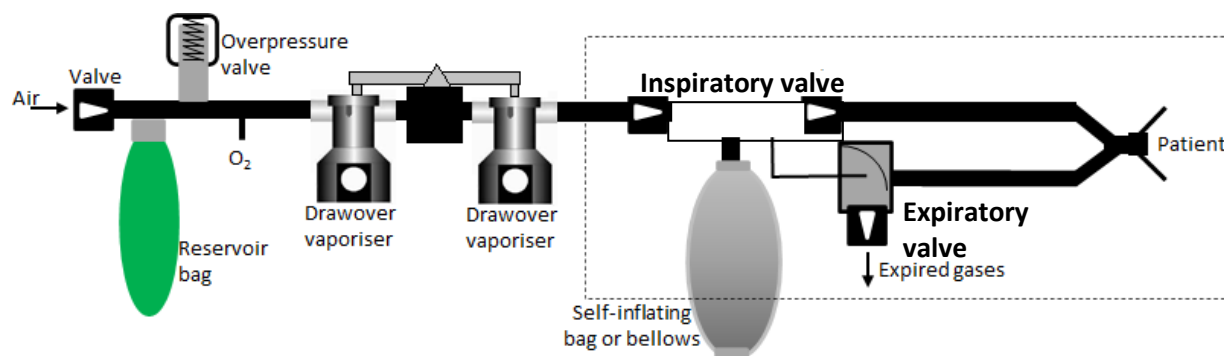 Overpressure
valve
Valve
Air
Inspiratory valve
O₂
Patient
Drawover
vaporiser
Drawover
vaporiser
Expiratory
valve
Reservoir
bag
Expired gases
Self-inflating
bag or bellows